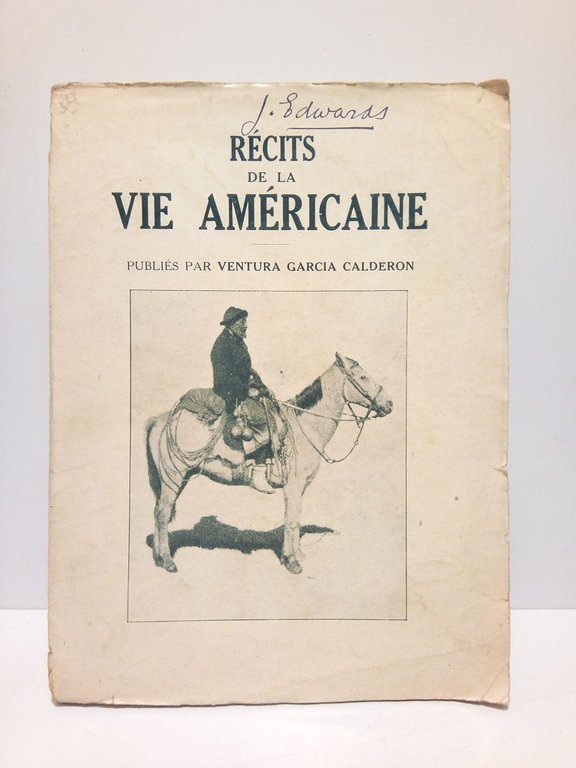 J. Edwards
RÉCITS
DE LA
VIE AMÉRICAINE
PUBLIÉS PAR VENTURA GARCIA CALDERON